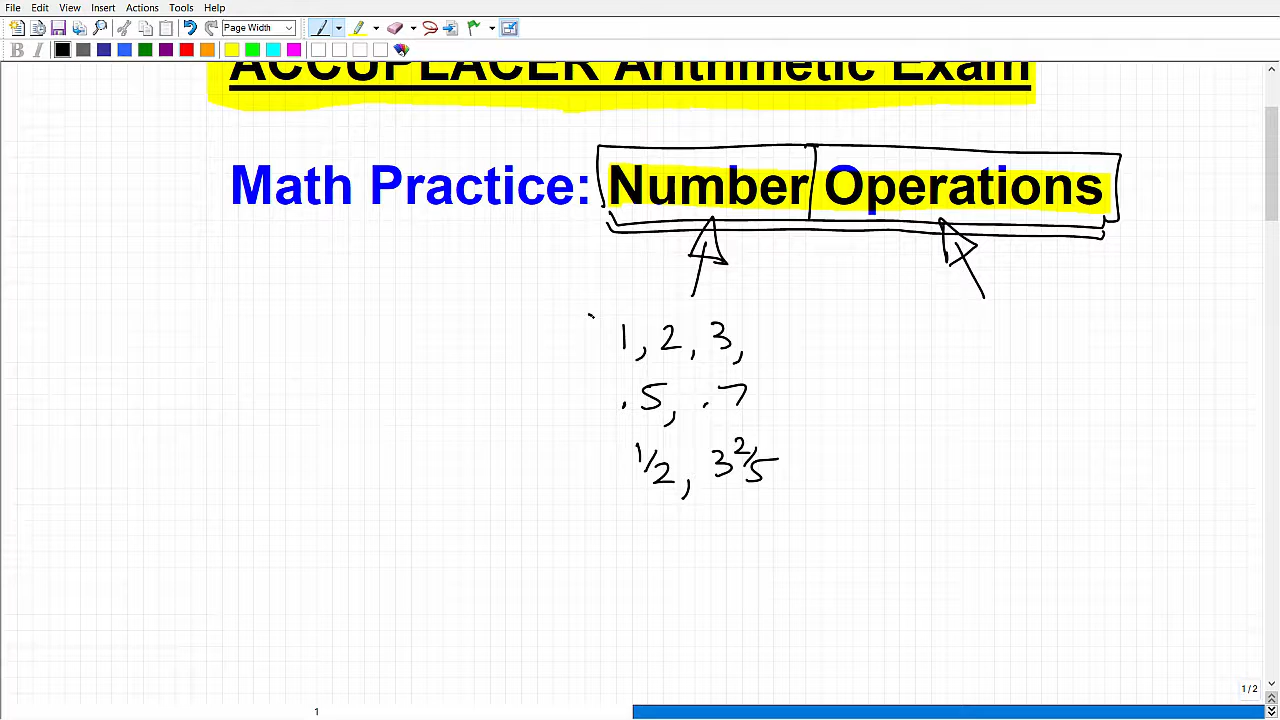 File Edit View Insert Actions Tools Help
Page Width
B I
ACCUPLACER Arithmetic Exam
Math Practice: Number Operations
1, 2, 3,
.5, .7
1/2, 3 2/5
1/2
1